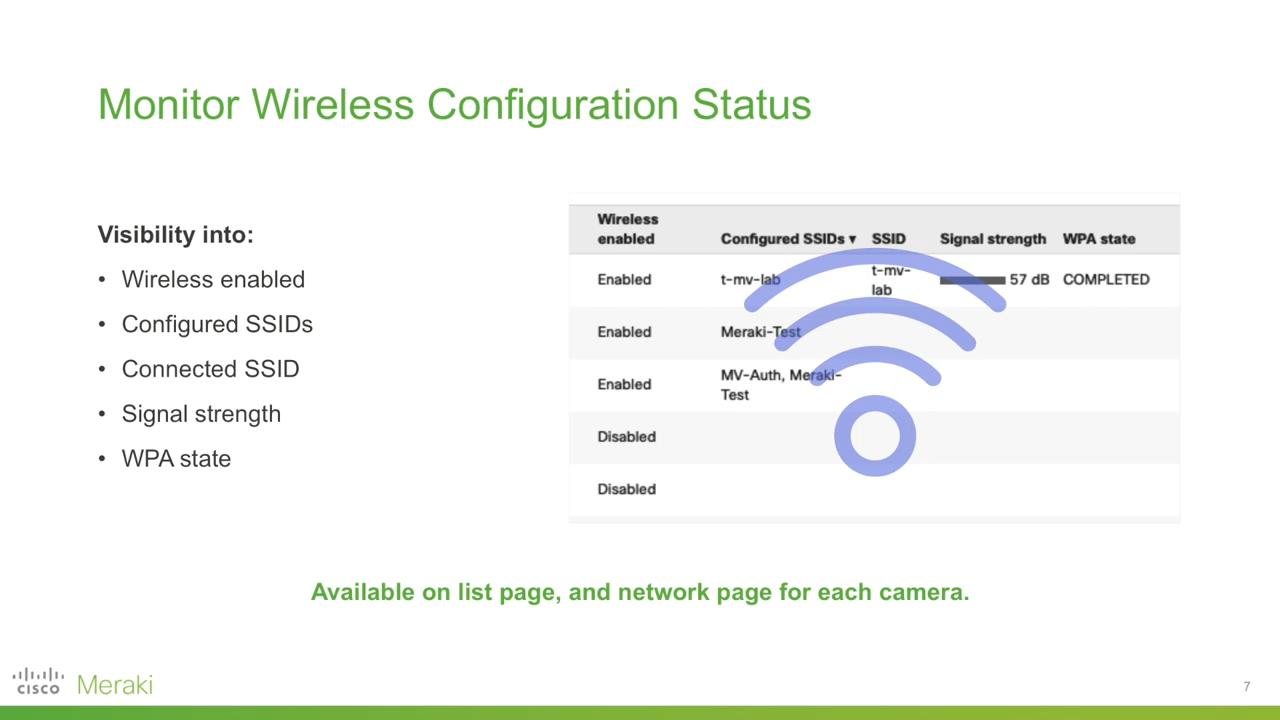 Monitor Wireless Configuration Status
Visibility into:
• Wireless enabled
• Configured SSIDs
• Connected SSID
• Signal strength
• WPA state
Wireless enabled Configured SSIDs ▾ SSID Signal strength WPA state
Enabled t-mv-lab t-mv-lab 57 dB COMPLETED
Enabled Meraki-Test
Enabled MV-Auth, Meraki-Test
Disabled
Disabled
Available on list page, and network page for each camera.
CISCO Meraki
7